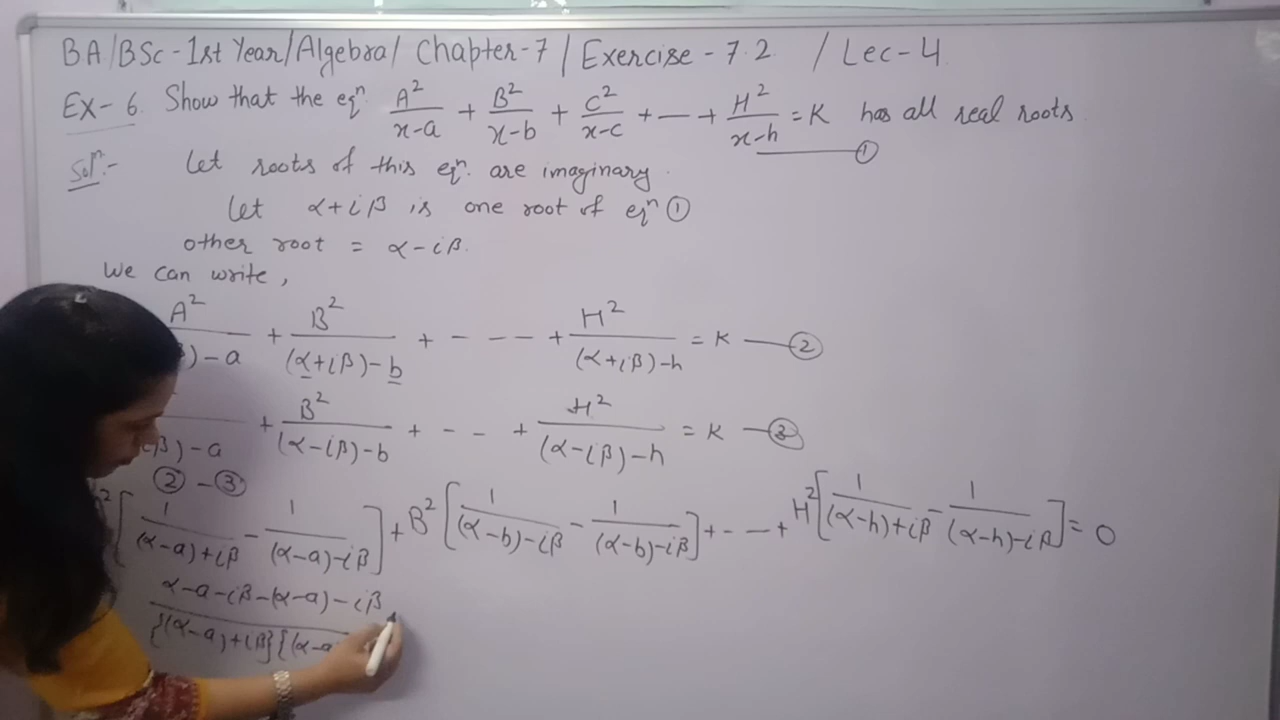 BA/BSc-1st Year/Algebra/ Chapter-7 / Exercise-7.2 / Lec-4
Ex-6. Show that the eqⁿ. A²/(x-a) + B²/(x-b) + C²/(x-c) + — + H²/(x-h) = K has all real roots. ——①
Solⁿ:- Let roots of this eqⁿ. are imaginary.
Let α+iβ is one root of eqⁿ ①
other root = α-iβ.
We can write,
A² / β)-a + B²/((α+iβ)-b) + - — — + H²/((α+iβ)-h) = K —②
iβ)-a + B²/((α-iβ)-b) + - - + H²/((α-iβ)-h) = K —③
② - ③
² [1/((α-a)+iβ) - 1/((α-a)-iβ)] + B² [1/((α-b)-iβ) - 1/((α-b)-iβ)] + - — + H² [1/((α-h)+iβ) - 1/((α-h)-iβ)] = 0
α-a-iβ-(α-a)-iβ
{(α-a)+iβ}{(α-a